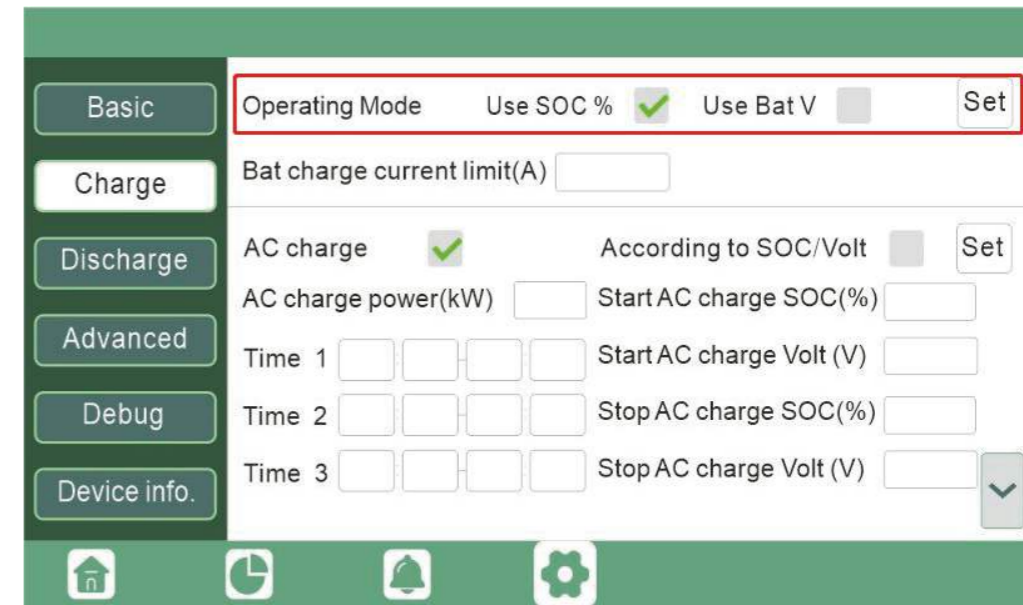 Basic
Charge
Discharge
Advanced
Debug
Device info.
Operating Mode Use SOC % Use Bat V Set
Bat charge current limit(A)
AC charge According to SOC/Volt Set
AC charge power(kW) Start AC charge SOC(%)
Time 1 Start AC charge Volt (V)
Time 2 Stop AC charge SOC(%)
Time 3 Stop AC charge Volt (V)